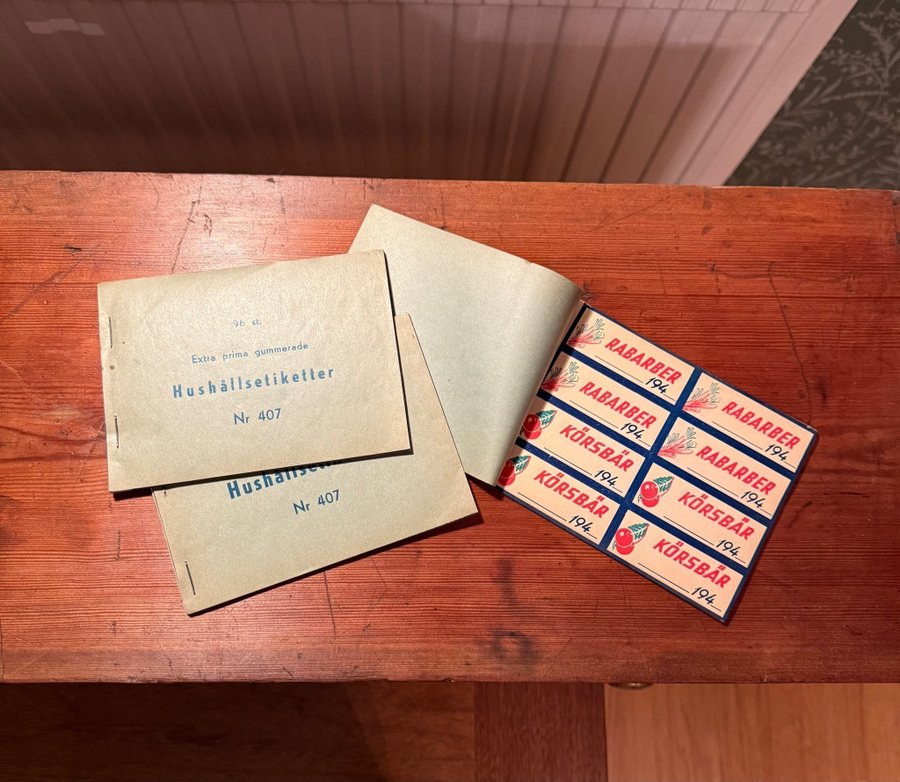 96 st.
Extra prima gummerade
Hushållsetiketter
Nr 407
Nr 407
RABARBER
194
RABARBER
194
RABARBER
194
RABARBER
194
KÖRSBÄR
194
KÖRSBÄR
194
KÖRSBÄR
194
KÖRSBÄR
194